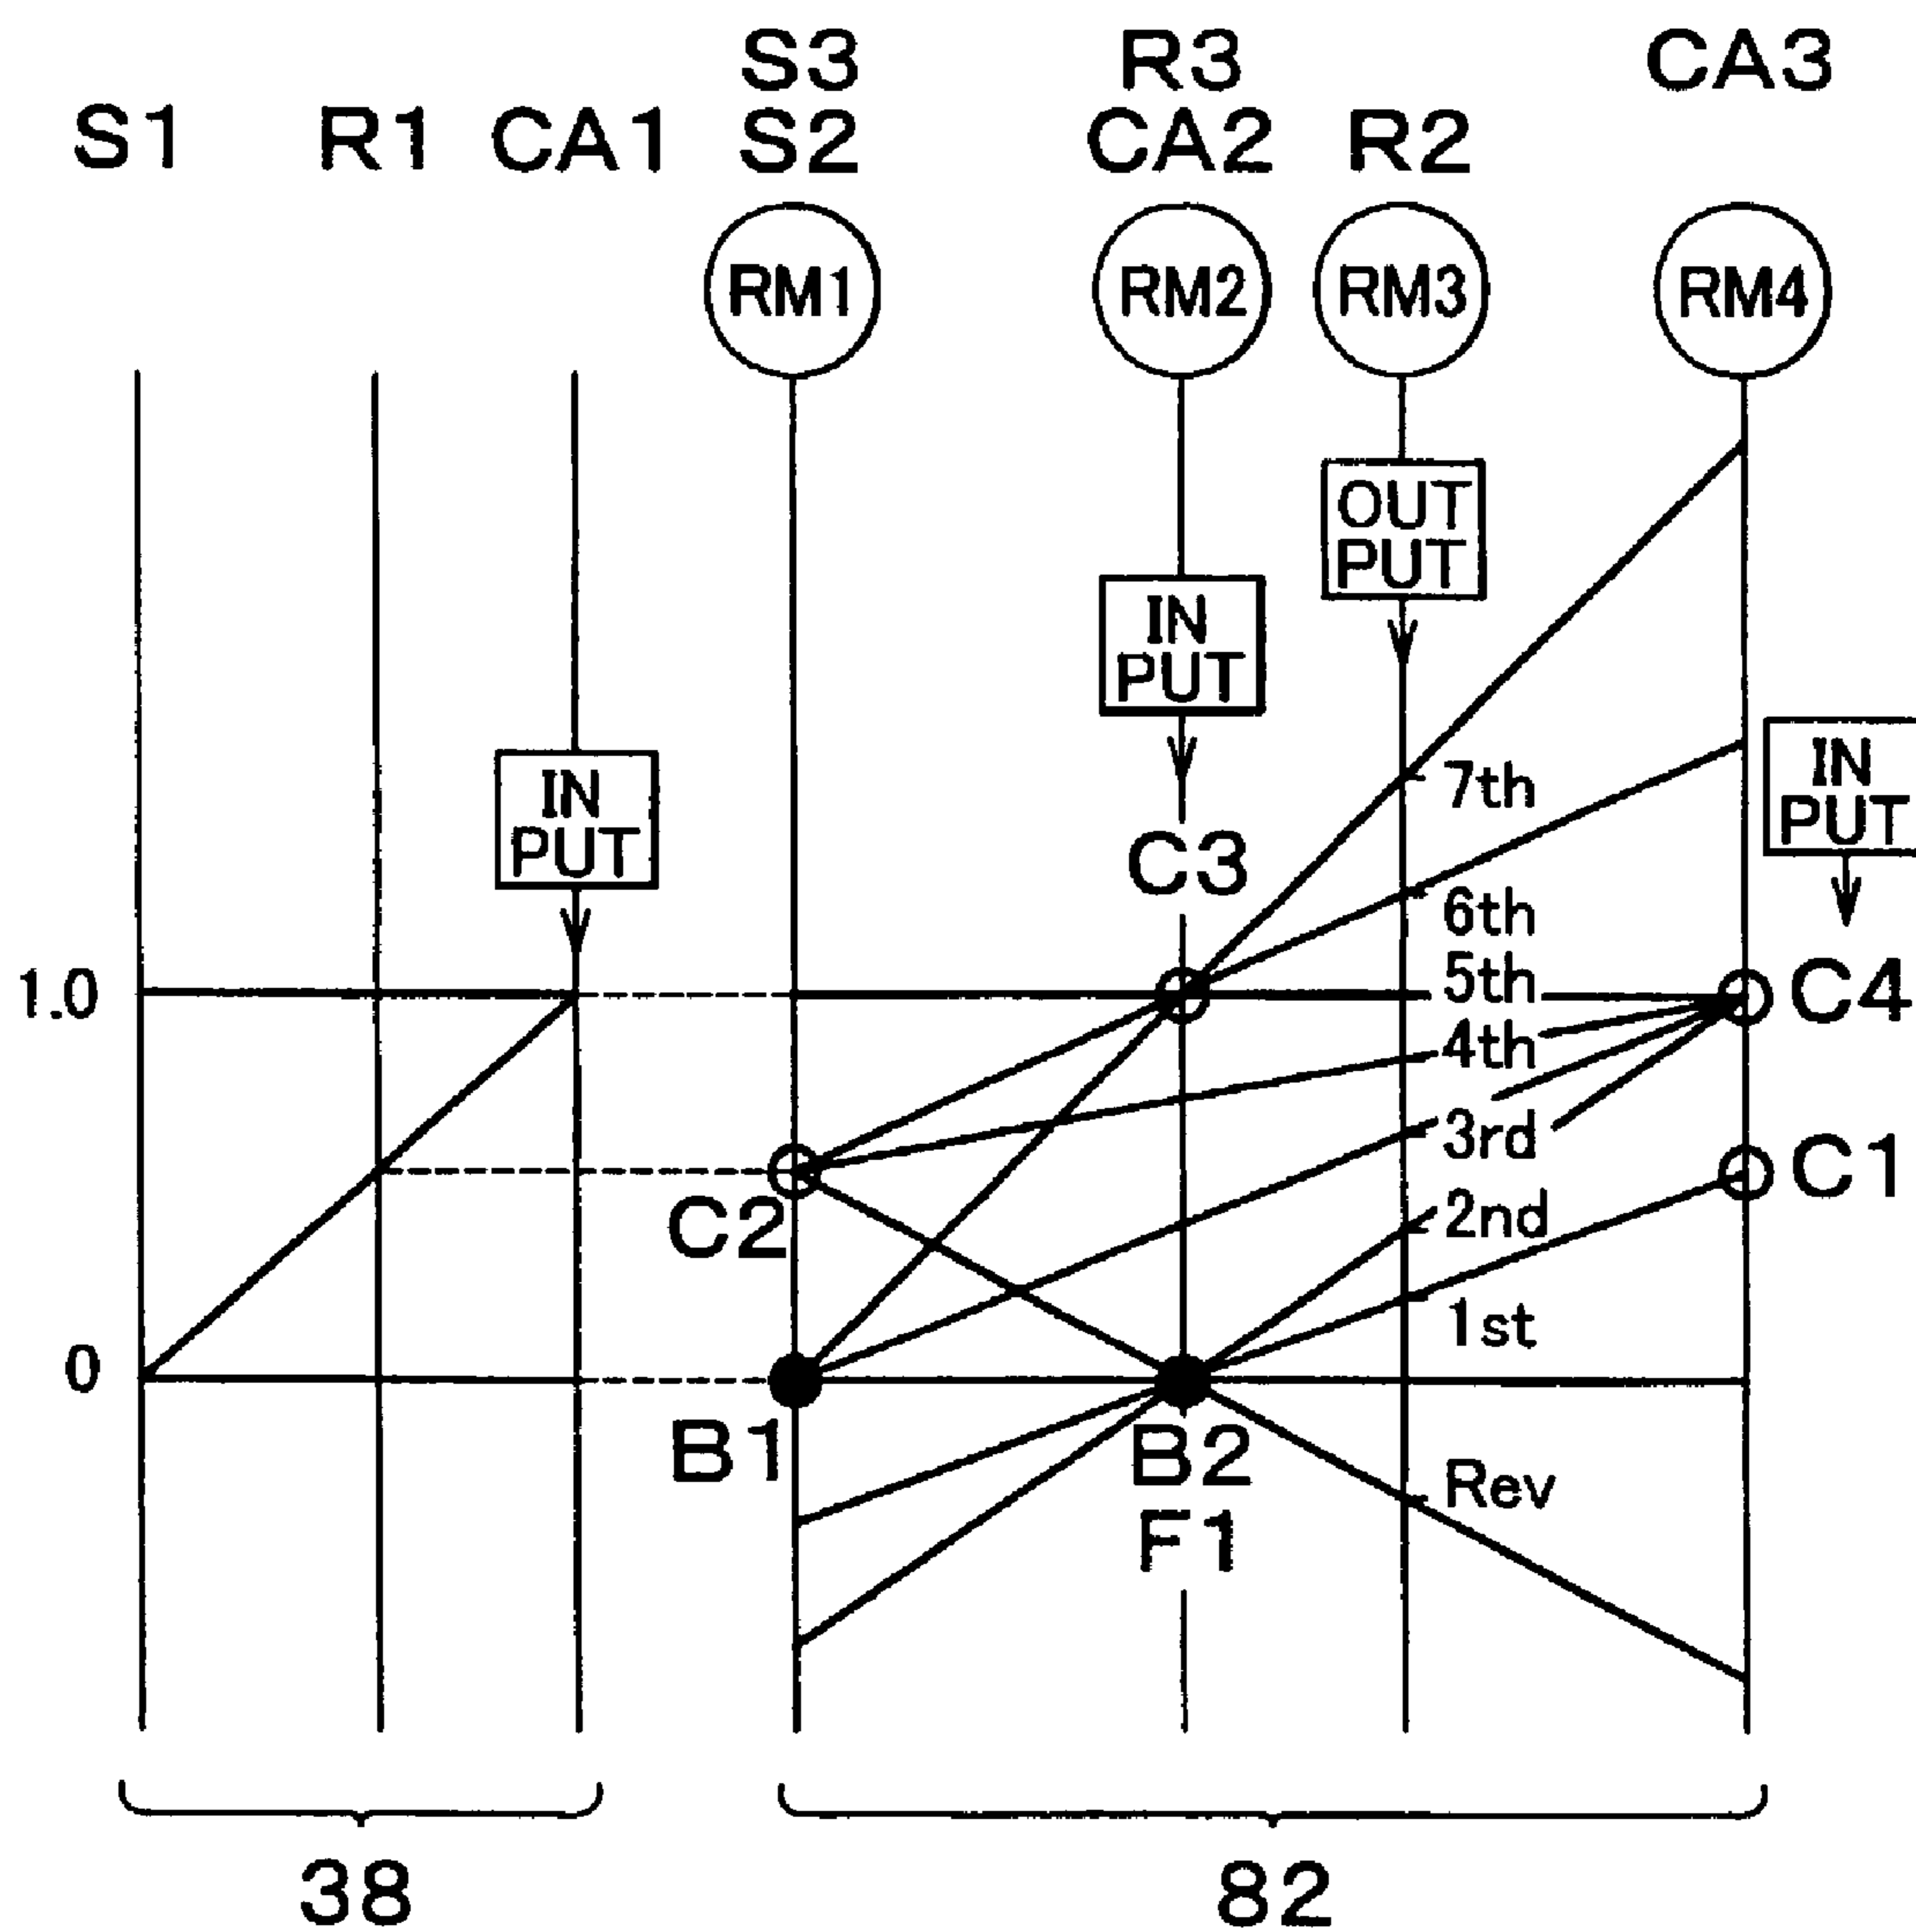 S3 R3 CA3
S1 R1 CA1 S2 CA2 R2
RM1 RM2 RM3 RM4
OUT
PUT
IN
PUT
IN
PUT
IN
PUT
7th
C3
6th
1.0
5th
C4
4th
3rd
C1
C2
2nd
1st
0
B1
B2
Rev
F1
38 82